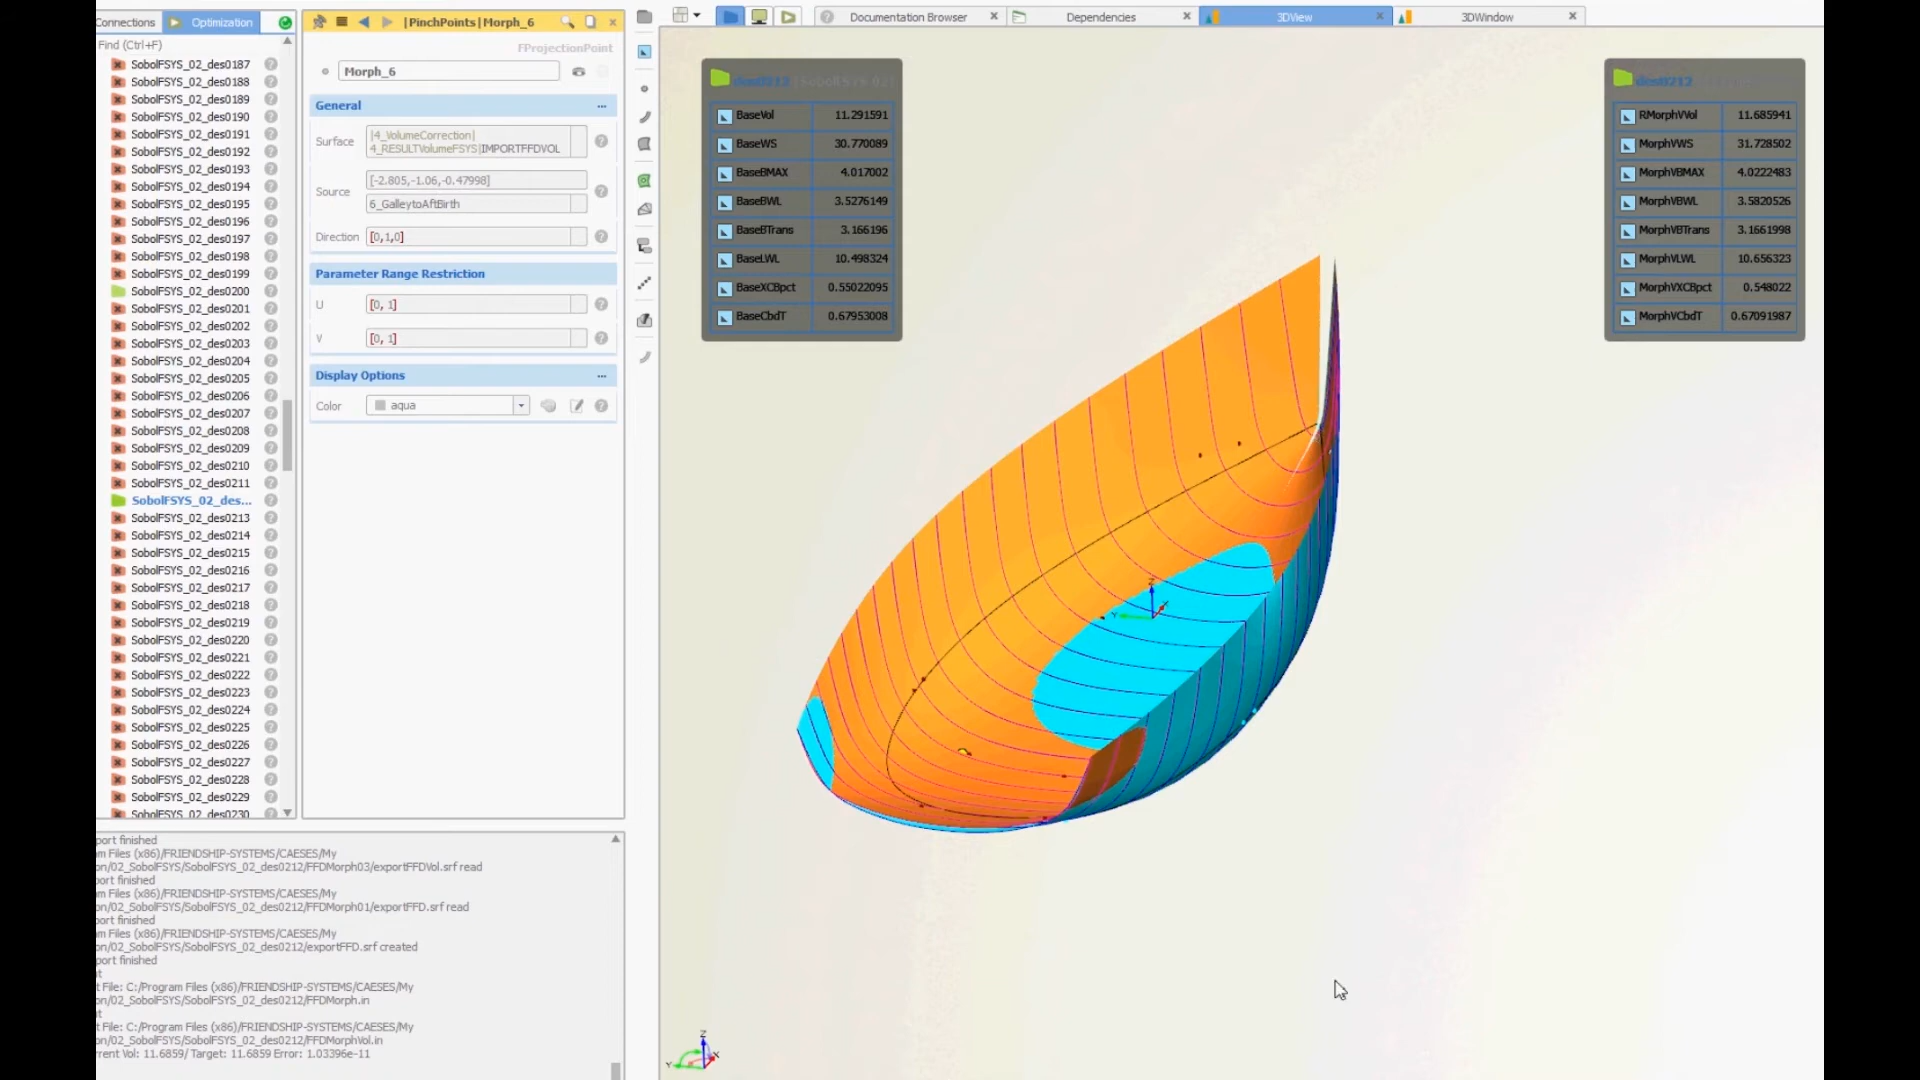 Connections
Optimization
|PinchPoints|Morph_6
Documentation Browser
Dependencies
3DView
3DWindow
Find (Ctrl+F)
SobolFSYS_02_des0187
SobolFSYS_02_des0188
SobolFSYS_02_des0189
SobolFSYS_02_des0190
SobolFSYS_02_des0191
SobolFSYS_02_des0192
SobolFSYS_02_des0193
SobolFSYS_02_des0194
SobolFSYS_02_des0195
SobolFSYS_02_des0196
SobolFSYS_02_des0197
SobolFSYS_02_des0198
SobolFSYS_02_des0199
SobolFSYS_02_des0200
SobolFSYS_02_des0201
SobolFSYS_02_des0202
SobolFSYS_02_des0203
SobolFSYS_02_des0204
SobolFSYS_02_des0205
SobolFSYS_02_des0206
SobolFSYS_02_des0207
SobolFSYS_02_des0208
SobolFSYS_02_des0209
SobolFSYS_02_des0210
SobolFSYS_02_des0211
SobolFSYS_02_des...
SobolFSYS_02_des0213
SobolFSYS_02_des0214
SobolFSYS_02_des0215
SobolFSYS_02_des0216
SobolFSYS_02_des0217
SobolFSYS_02_des0218
SobolFSYS_02_des0219
SobolFSYS_02_des0220
SobolFSYS_02_des0221
SobolFSYS_02_des0222
SobolFSYS_02_des0223
SobolFSYS_02_des0224
SobolFSYS_02_des0225
SobolFSYS_02_des0226
SobolFSYS_02_des0227
SobolFSYS_02_des0228
SobolFSYS_02_des0229
SobolFSYS_02_des0230
FProjectionPoint
Morph_6
General ...
Surface |4_VolumeCorrection|
4_RESULTVolumeFSYS|IMPORTFFDVOL
Source [-2.805,-1.06,-0.47998]
6_GalleytoAftBirth
Direction [0,1,0]
Parameter Range Restriction
U [0, 1]
V [0, 1]
Display Options ...
Color aqua
des0212
BaseVol 11.291591
BaseWS 30.770089
BaseBMAX 4.017002
BaseBWL 3.5276149
BaseBTrans 3.166196
BaseLWL 10.498324
BaseXCBpct 0.55022095
BaseCbdT 0.67953008
des0212
RMorphVVol 11.685941
MorphVWS 31.728502
MorphVBMAX 4.0222483
MorphVBWL 3.5820526
MorphVBTrans 3.1661998
MorphVLWL 10.656323
MorphVXCBpct 0.548022
MorphVCbdT 0.67091987
Z
Y
X
port finished
m Files (x86)/FRIENDSHIP-SYSTEMS/CAESES/My
on/02_SobolFSYS/SobolFSYS_02_des0212/FFDMorph03/exportFFDVol.srf read
port finished
m Files (x86)/FRIENDSHIP-SYSTEMS/CAESES/My
on/02_SobolFSYS/SobolFSYS_02_des0212/FFDMorph01/exportFFD.srf read
port finished
m Files (x86)/FRIENDSHIP-SYSTEMS/CAESES/My
on/02_SobolFSYS/SobolFSYS_02_des0212/exportFFD.srf created
port finished
t
t File: C:/Program Files (x86)/FRIENDSHIP-SYSTEMS/CAESES/My
on/02_SobolFSYS/SobolFSYS_02_des0212/FFDMorph.in
t
t File: C:/Program Files (x86)/FRIENDSHIP-SYSTEMS/CAESES/My
on/02_SobolFSYS/SobolFSYS_02_des0212/FFDMorphVol.in
rrent Vol: 11.6859/ Target: 11.6859 Error: 1.03396e-11
Z
Y
X